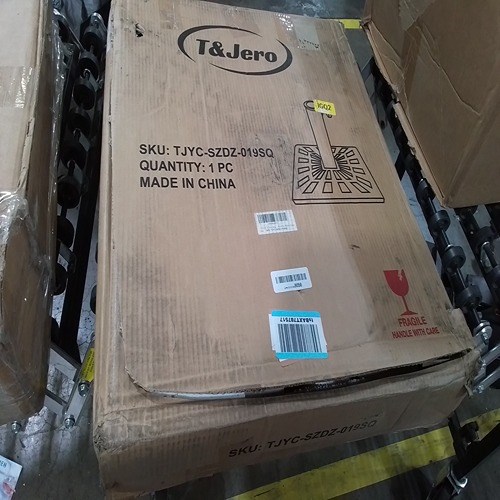 T&Jero
IGQ2
SKU: TJYC-SZDZ-019SQ
QUANTITY: 1 PC
MADE IN CHINA
FRAGILE
HANDLE WITH CARE
SKU: TJYC-SZDZ-019SQ